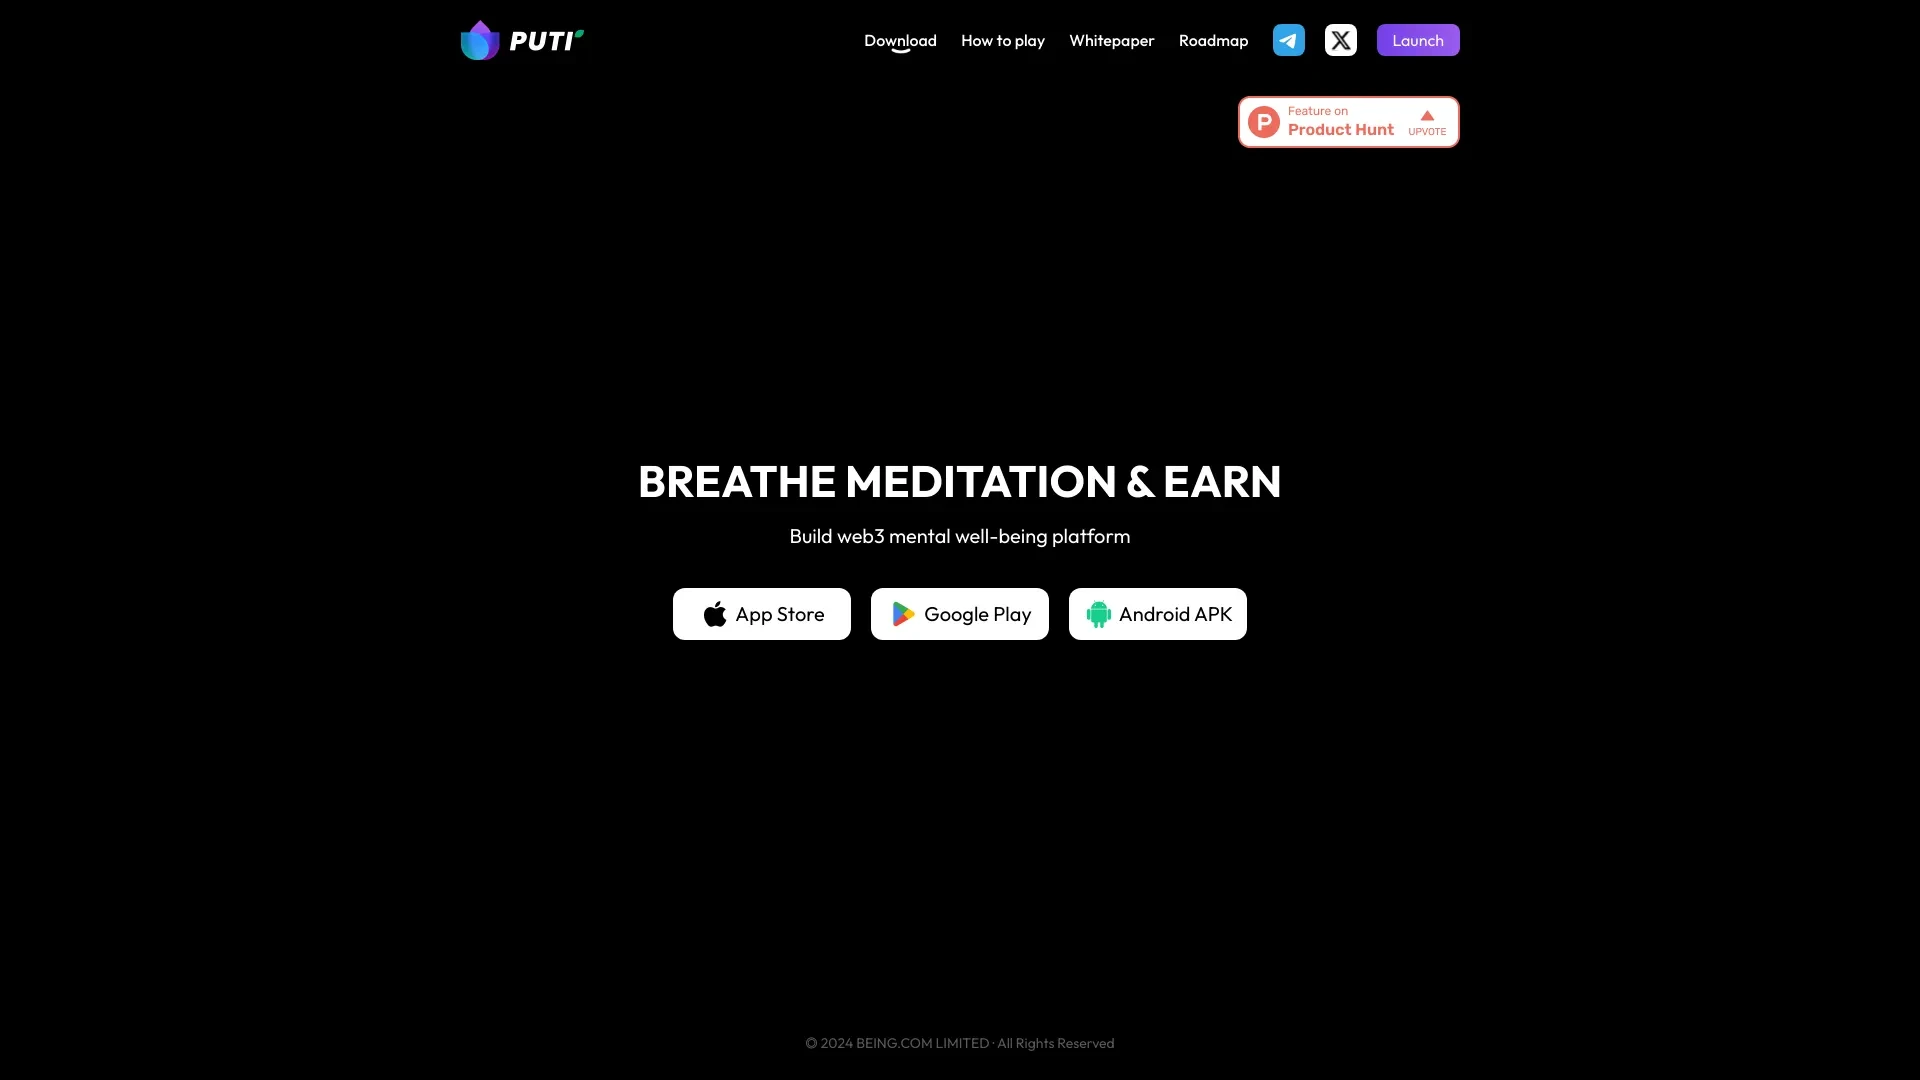 PUTI
Download
How to play
Whitepaper
Roadmap
Launch
Feature on
Product Hunt
UPVOTE
BREATHE MEDITATION & EARN
Build web3 mental well-being platform
App Store
Google Play
Android APK
© 2024 BEING.COM LIMITED · All Rights Reserved